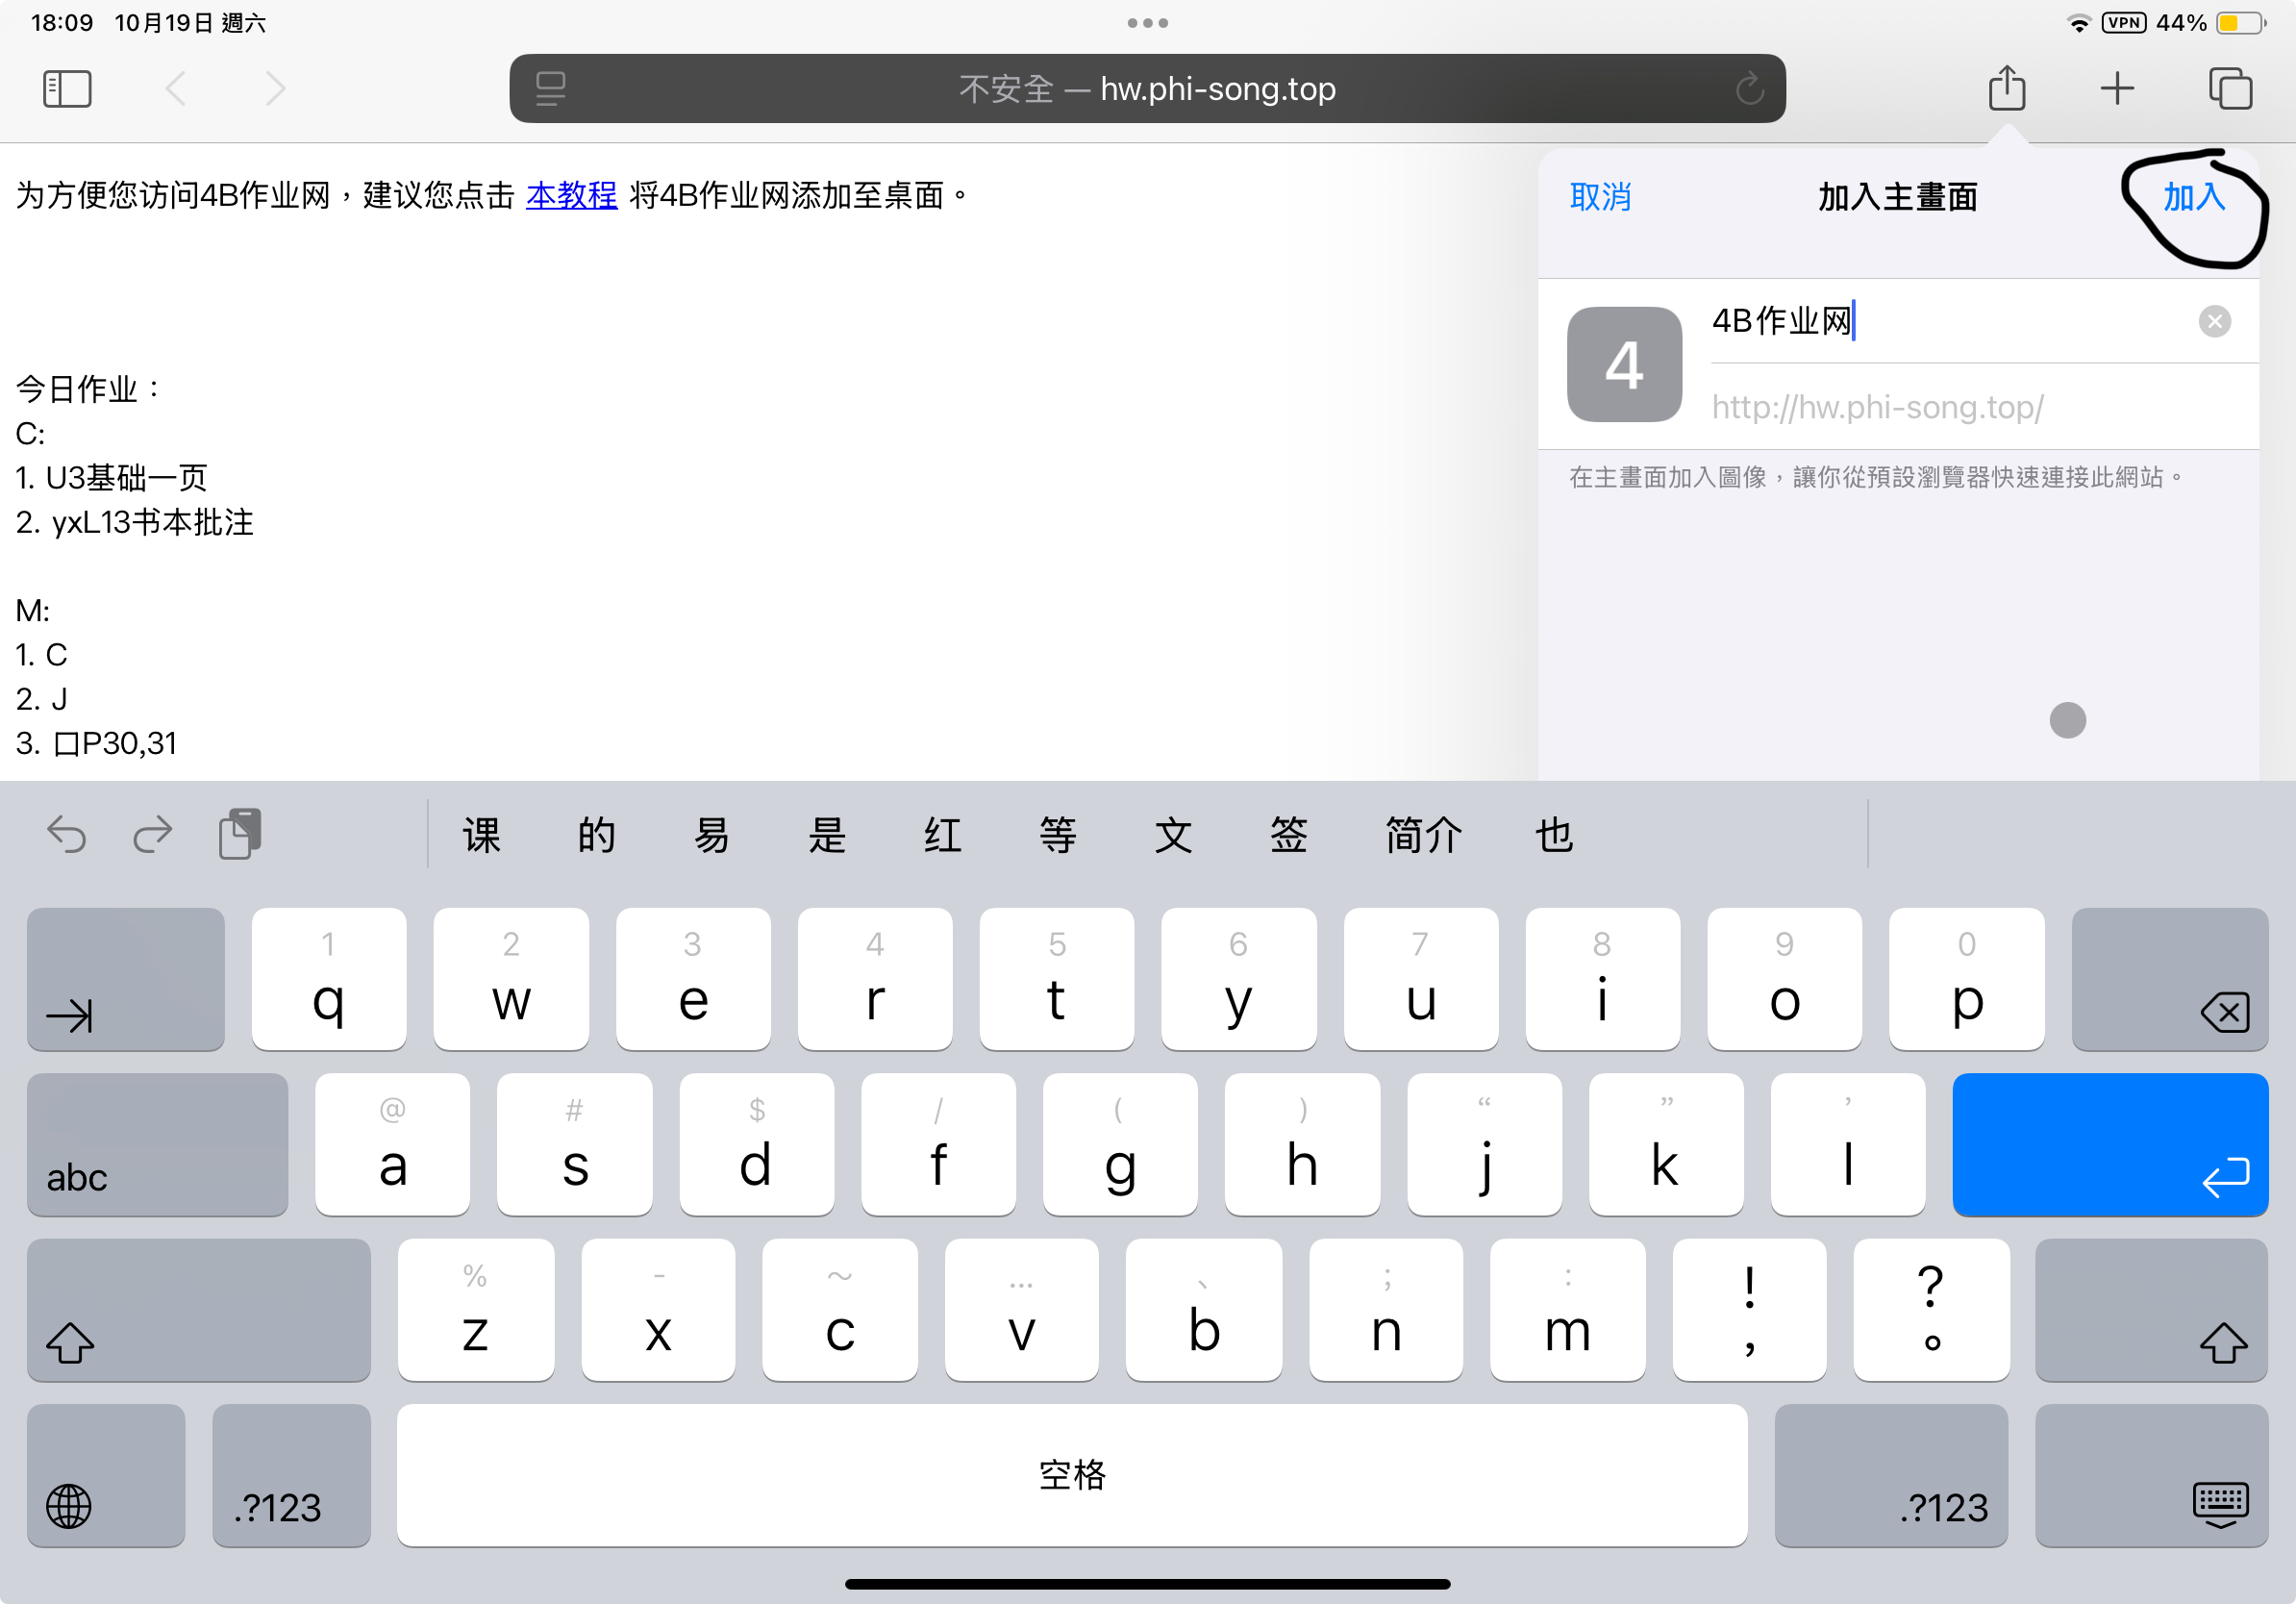 18:09 10月19日 週六
VPN 44%
不安全 — hw.phi-song.top
为方便您访问4B作业网，建议您点击 本教程 将4B作业网添加至桌面。
今日作业：
C:
1. U3基础一页
2. yxL13书本批注
M:
1. C
2. J
3. 口P30,31
取消 加入主畫面 加入
4
4B作业网
http://hw.phi-song.top/
在主畫面加入圖像，讓你從預設瀏覽器快速連接此網站。
课 的 易 是 红 等 文 签 简介 也
1 2 3 4 5 6 7 8 9 0
q w e r t y u i o p
@ # $ / ( ) “ ” ’
abc a s d f g h j k l
% - ～ … 、 ; : ! ?
z x c v b n m , 。
.?123 空格 .?123